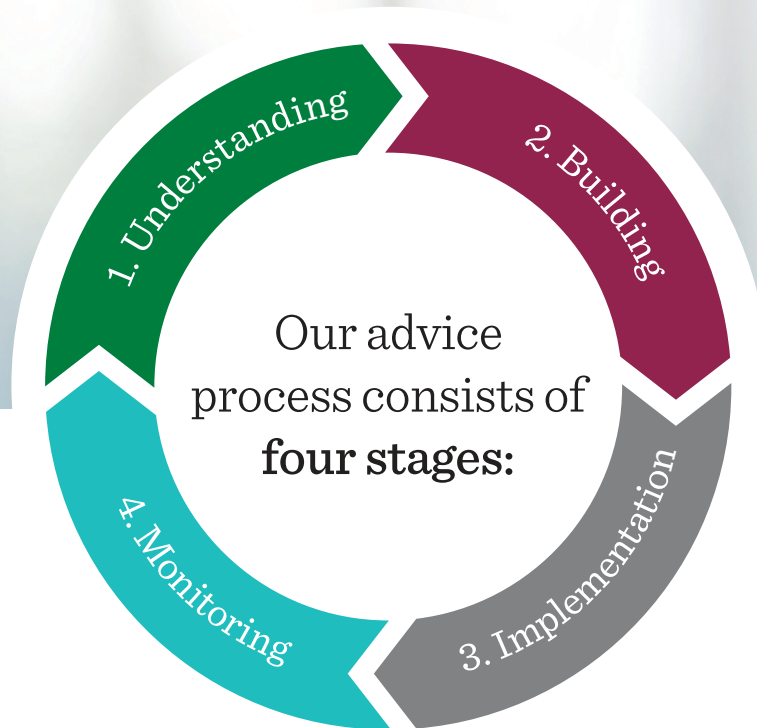 1. Understanding
2. Building
Our advice
process consists of
four stages:
3. Implementation
4. Monitoring